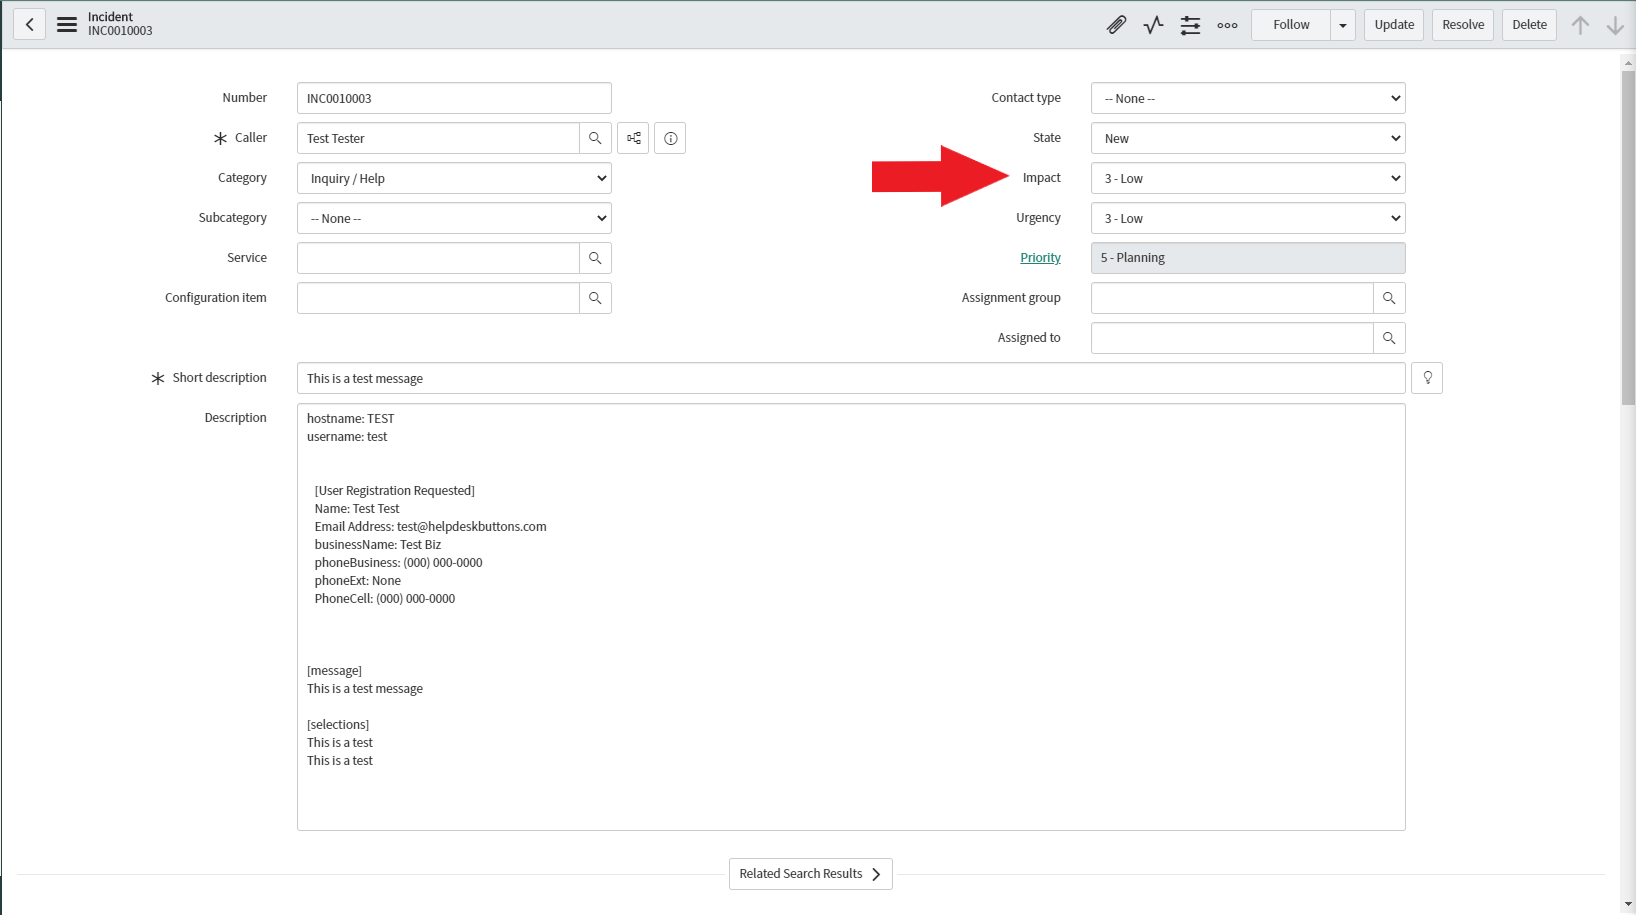 Incident
INC0010003
Follow
Update
Resolve
Delete
Number
INC0010003
Caller
Test Tester
Category
Inquiry / Help
Subcategory
-- None --
Service
Configuration item
Contact type
-- None --
State
New
Impact
3 - Low
Urgency
3 - Low
Priority
5 - Planning
Assignment group
Assigned to
Short description
This is a test message
Description
hostname: TEST
username: test
[User Registration Requested]
Name: Test Test
Email Address: test@helpdeskbuttons.com
businessName: Test Biz
phoneBusiness: (000) 000-0000
phoneExt: None
PhoneCell: (000) 000-0000
[message]
This is a test message
[selections]
This is a test
This is a test
Related Search Results